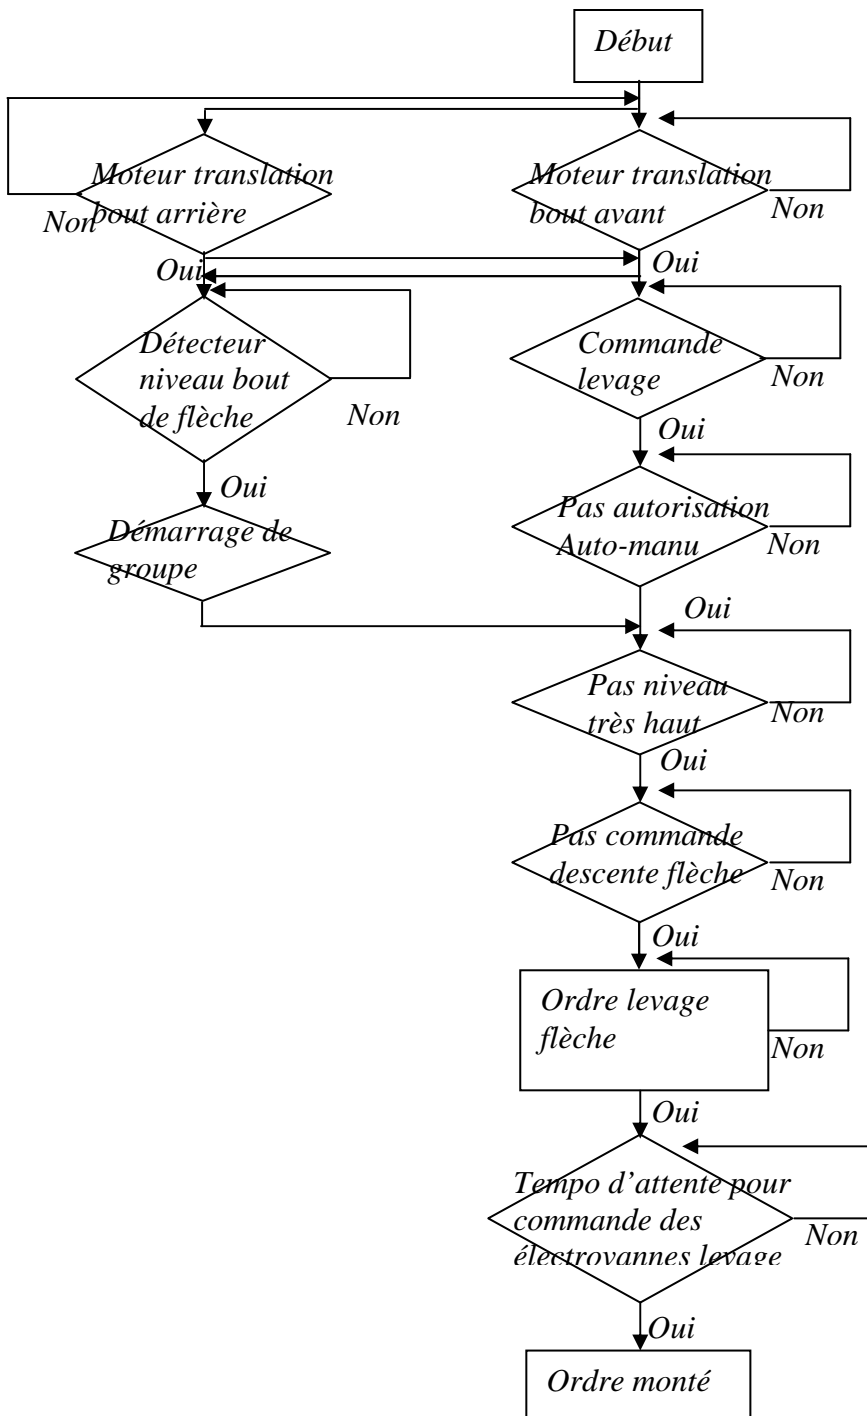 Début
Moteur translation
bout arrière
Non
Oui
Moteur translation
bout avant
Non
Oui
Détecteur
niveau bout
de flèche
Non
Oui
Commande
levage
Non
Oui
Démarrage de
groupe
Pas autorisation
Auto-manu
Non
Oui
Pas niveau
très haut
Non
Oui
Pas commande
descente flèche
Non
Oui
Ordre levage
flèche
Non
Oui
Tempo d’attente pour
commande des
électrovannes levage
Non
Oui
Ordre monté